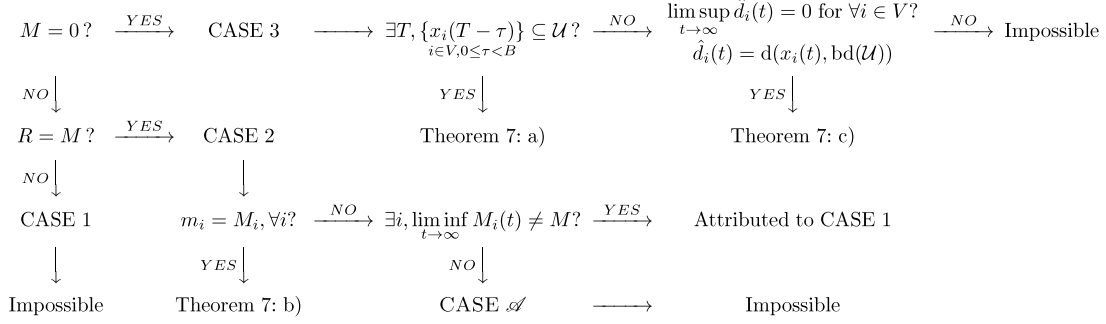 M = 0 ? YES CASE 3 ∃T, {x_i(T − τ)} ⊆ 𝒰 ? NO lim sup d̂_i(t) = 0 for ∀i ∈ V ? NO Impossible
i∈V,0≤τ<B t→∞
d̂_i(t) = d(x_i(t), bd(𝒰))
NO YES YES
R = M ? YES CASE 2 Theorem 7: a) Theorem 7: c)
NO
CASE 1 m_i = M_i, ∀i? NO ∃i, lim inf M_i(t) ≠ M? YES Attributed to CASE 1
t→∞
YES NO
Impossible Theorem 7: b) CASE 𝒜 Impossible